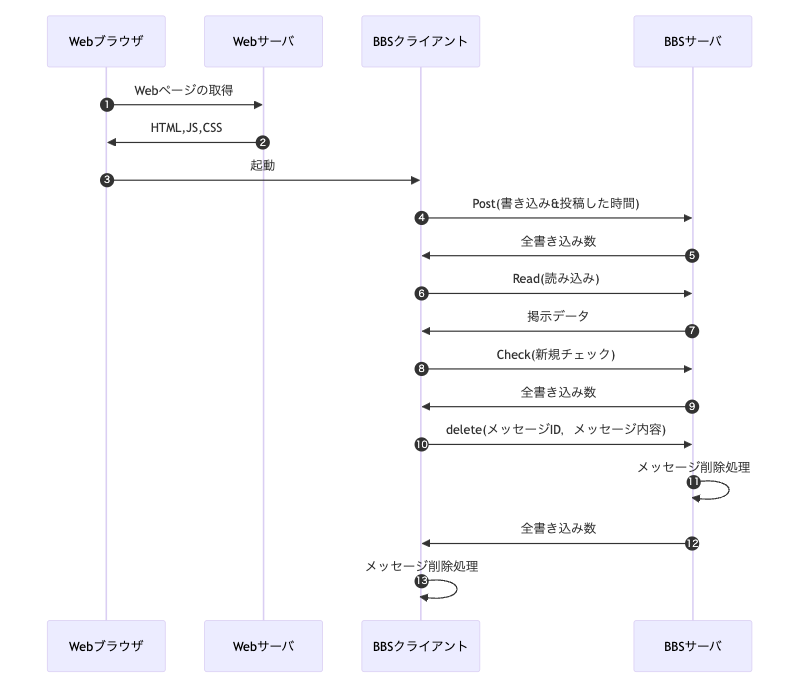 Webブラウザ
Webサーバ
BBSクライアント
BBSサーバ
Webページの取得
1
HTML,JS,CSS
2
起動
3
Post(書き込み&投稿した時間)
4
全書き込み数
5
Read(読み込み)
6
掲示データ
7
Check(新規チェック)
8
全書き込み数
9
delete(メッセージID, メッセージ内容)
10
メッセージ削除処理
11
全書き込み数
12
メッセージ削除処理
13
Webブラウザ
Webサーバ
BBSクライアント
BBSサーバ